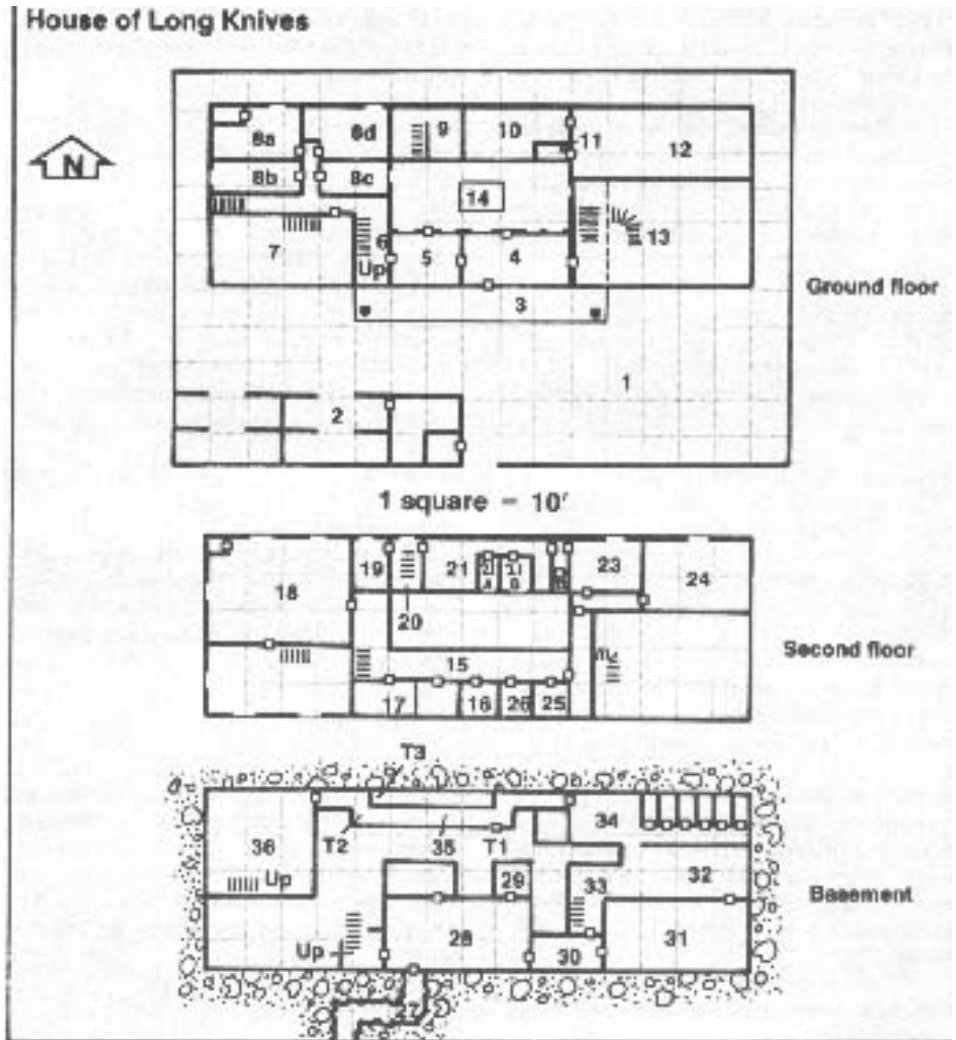 House of Long Knives
N
8a 8d 9 10 11 12
8b 8c
14
7 6 5 4 13
Up
3
Ground floor
1
2
1 square = 10'
18 19 21 23 24
20
15
Second floor
17 16 26 25
T3
34
36 T2 35 T1
Up 29 33 32
Basement
Up 28 30 31
27